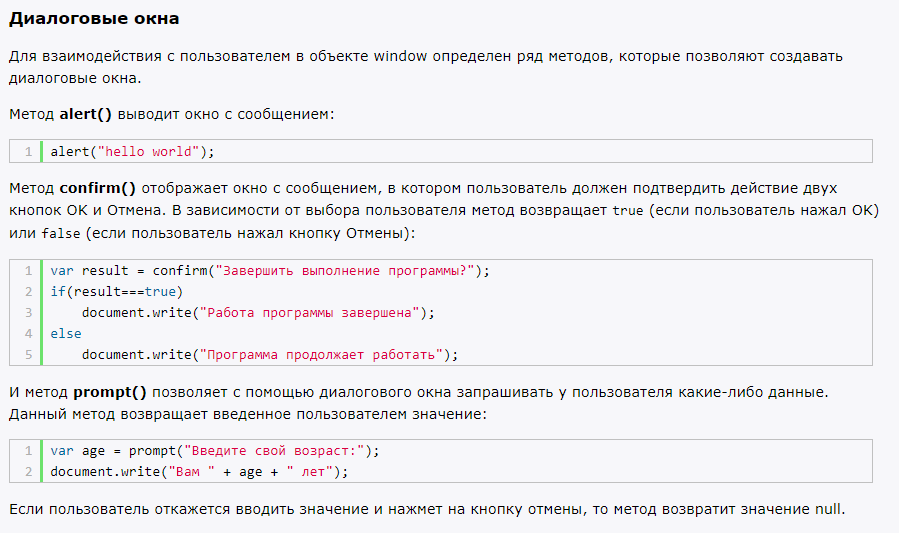 Диалоговые окна
Для взаимодействия с пользователем в объекте window определен ряд методов, которые позволяют создавать
диалоговые окна.
Метод alert() выводит окно с сообщением:
1 alert("hello world");
Метод confirm() отображает окно с сообщением, в котором пользователь должен подтвердить действие двух
кнопок OK и Отмена. В зависимости от выбора пользователя метод возвращает true (если пользователь нажал OK)
или false (если пользователь нажал кнопку Отмены):
1 var result = confirm("Завершить выполнение программы?");
2 if(result===true)
3     document.write("Работа программы завершена");
4 else
5     document.write("Программа продолжает работать");
И метод prompt() позволяет с помощью диалогового окна запрашивать у пользователя какие-либо данные.
Данный метод возвращает введенное пользователем значение:
1 var age = prompt("Введите свой возраст:");
2 document.write("Вам " + age + " лет");
Если пользователь откажется вводить значение и нажмет на кнопку отмены, то метод возвратит значение null.